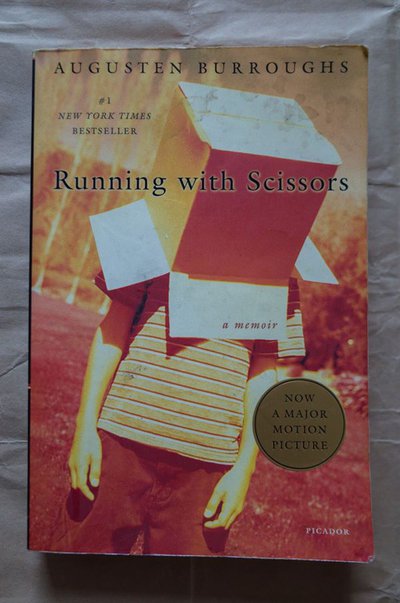 AUGUSTEN BURROUGHS
#1
NEW YORK TIMES
BESTSELLER
Running with Scissors
a memoir
NOW
A MAJOR
MOTION
PICTURE
PICADOR